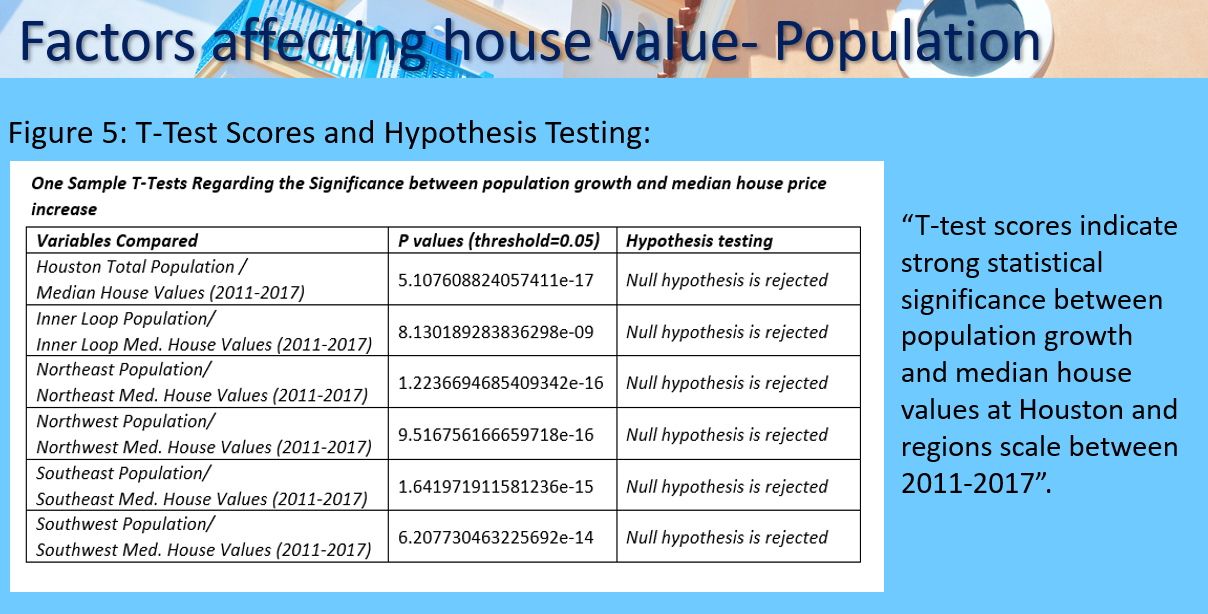 Factors affecting house value- Population
Figure 5: T-Test Scores and Hypothesis Testing:
One Sample T-Tests Regarding the Significance between population growth and median house price
increase
Variables Compared P values (threshold=0.05) Hypothesis testing
Houston Total Population /
Median House Values (2011-2017)
5.107608824057411e-17 Null hypothesis is rejected
Inner Loop Population/
Inner Loop Med. House Values (2011-2017)
8.130189283836298e-09 Null hypothesis is rejected
Northeast Population/
Northeast Med. House Values (2011-2017)
1.2236694685409342e-16 Null hypothesis is rejected
Northwest Population/
Northwest Med. House Values (2011-2017)
9.516756166659718e-16 Null hypothesis is rejected
Southeast Population/
Southeast Med. House Values (2011-2017)
1.641971911581236e-15 Null hypothesis is rejected
Southwest Population/
Southwest Med. House Values (2011-2017)
6.207730463225692e-14 Null hypothesis is rejected
“T-test scores indicate
strong statistical
significance between
population growth
and median house
values at Houston and
regions scale between
2011-2017”.